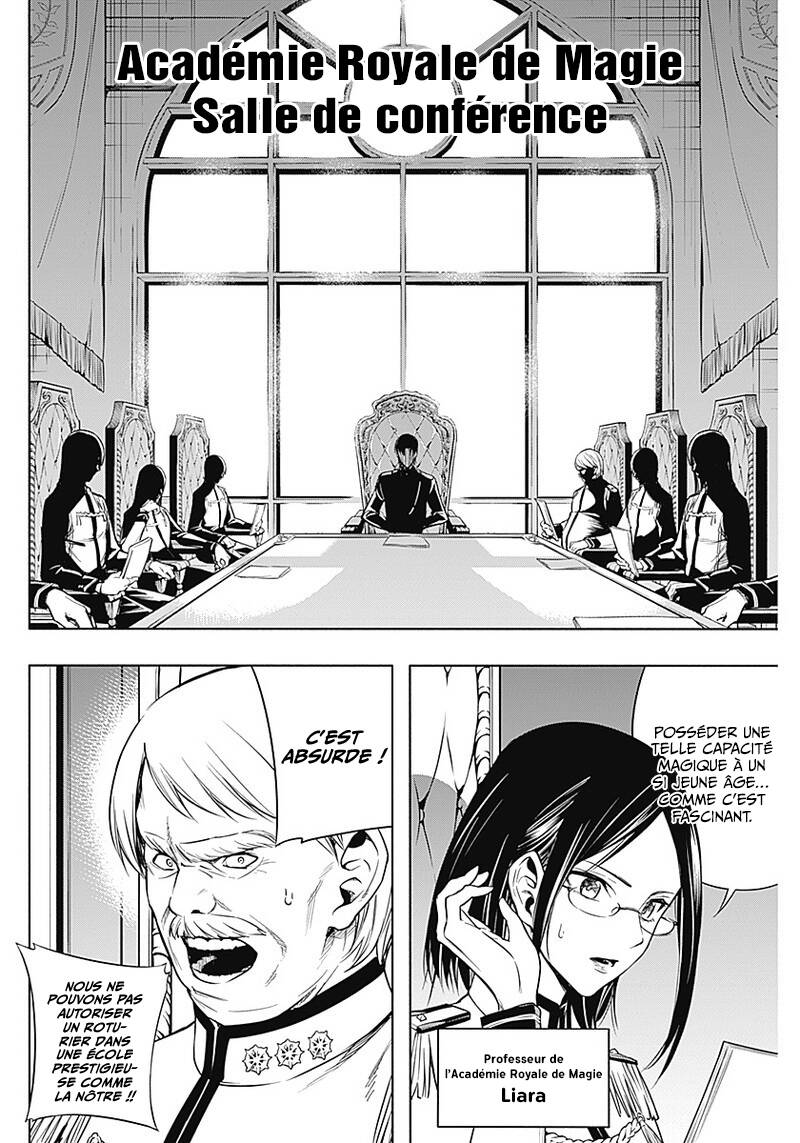 Académie Royale de Magie
Salle de conférence
POSSÉDER UNE
TELLE CAPACITÉ
MAGIQUE À UN
SI JEUNE ÂGE...
COMME C'EST
FASCINANT.
Professeur de
l'Académie Royale de Magie
Liara
C'EST
ABSURDE !
NOUS NE
POUVONS PAS
AUTORISER
UN ROTU-
RIER DANS
UNE ÉCOLE
PRESTIGIEU-
SE COMME
LA NÔTRE !!